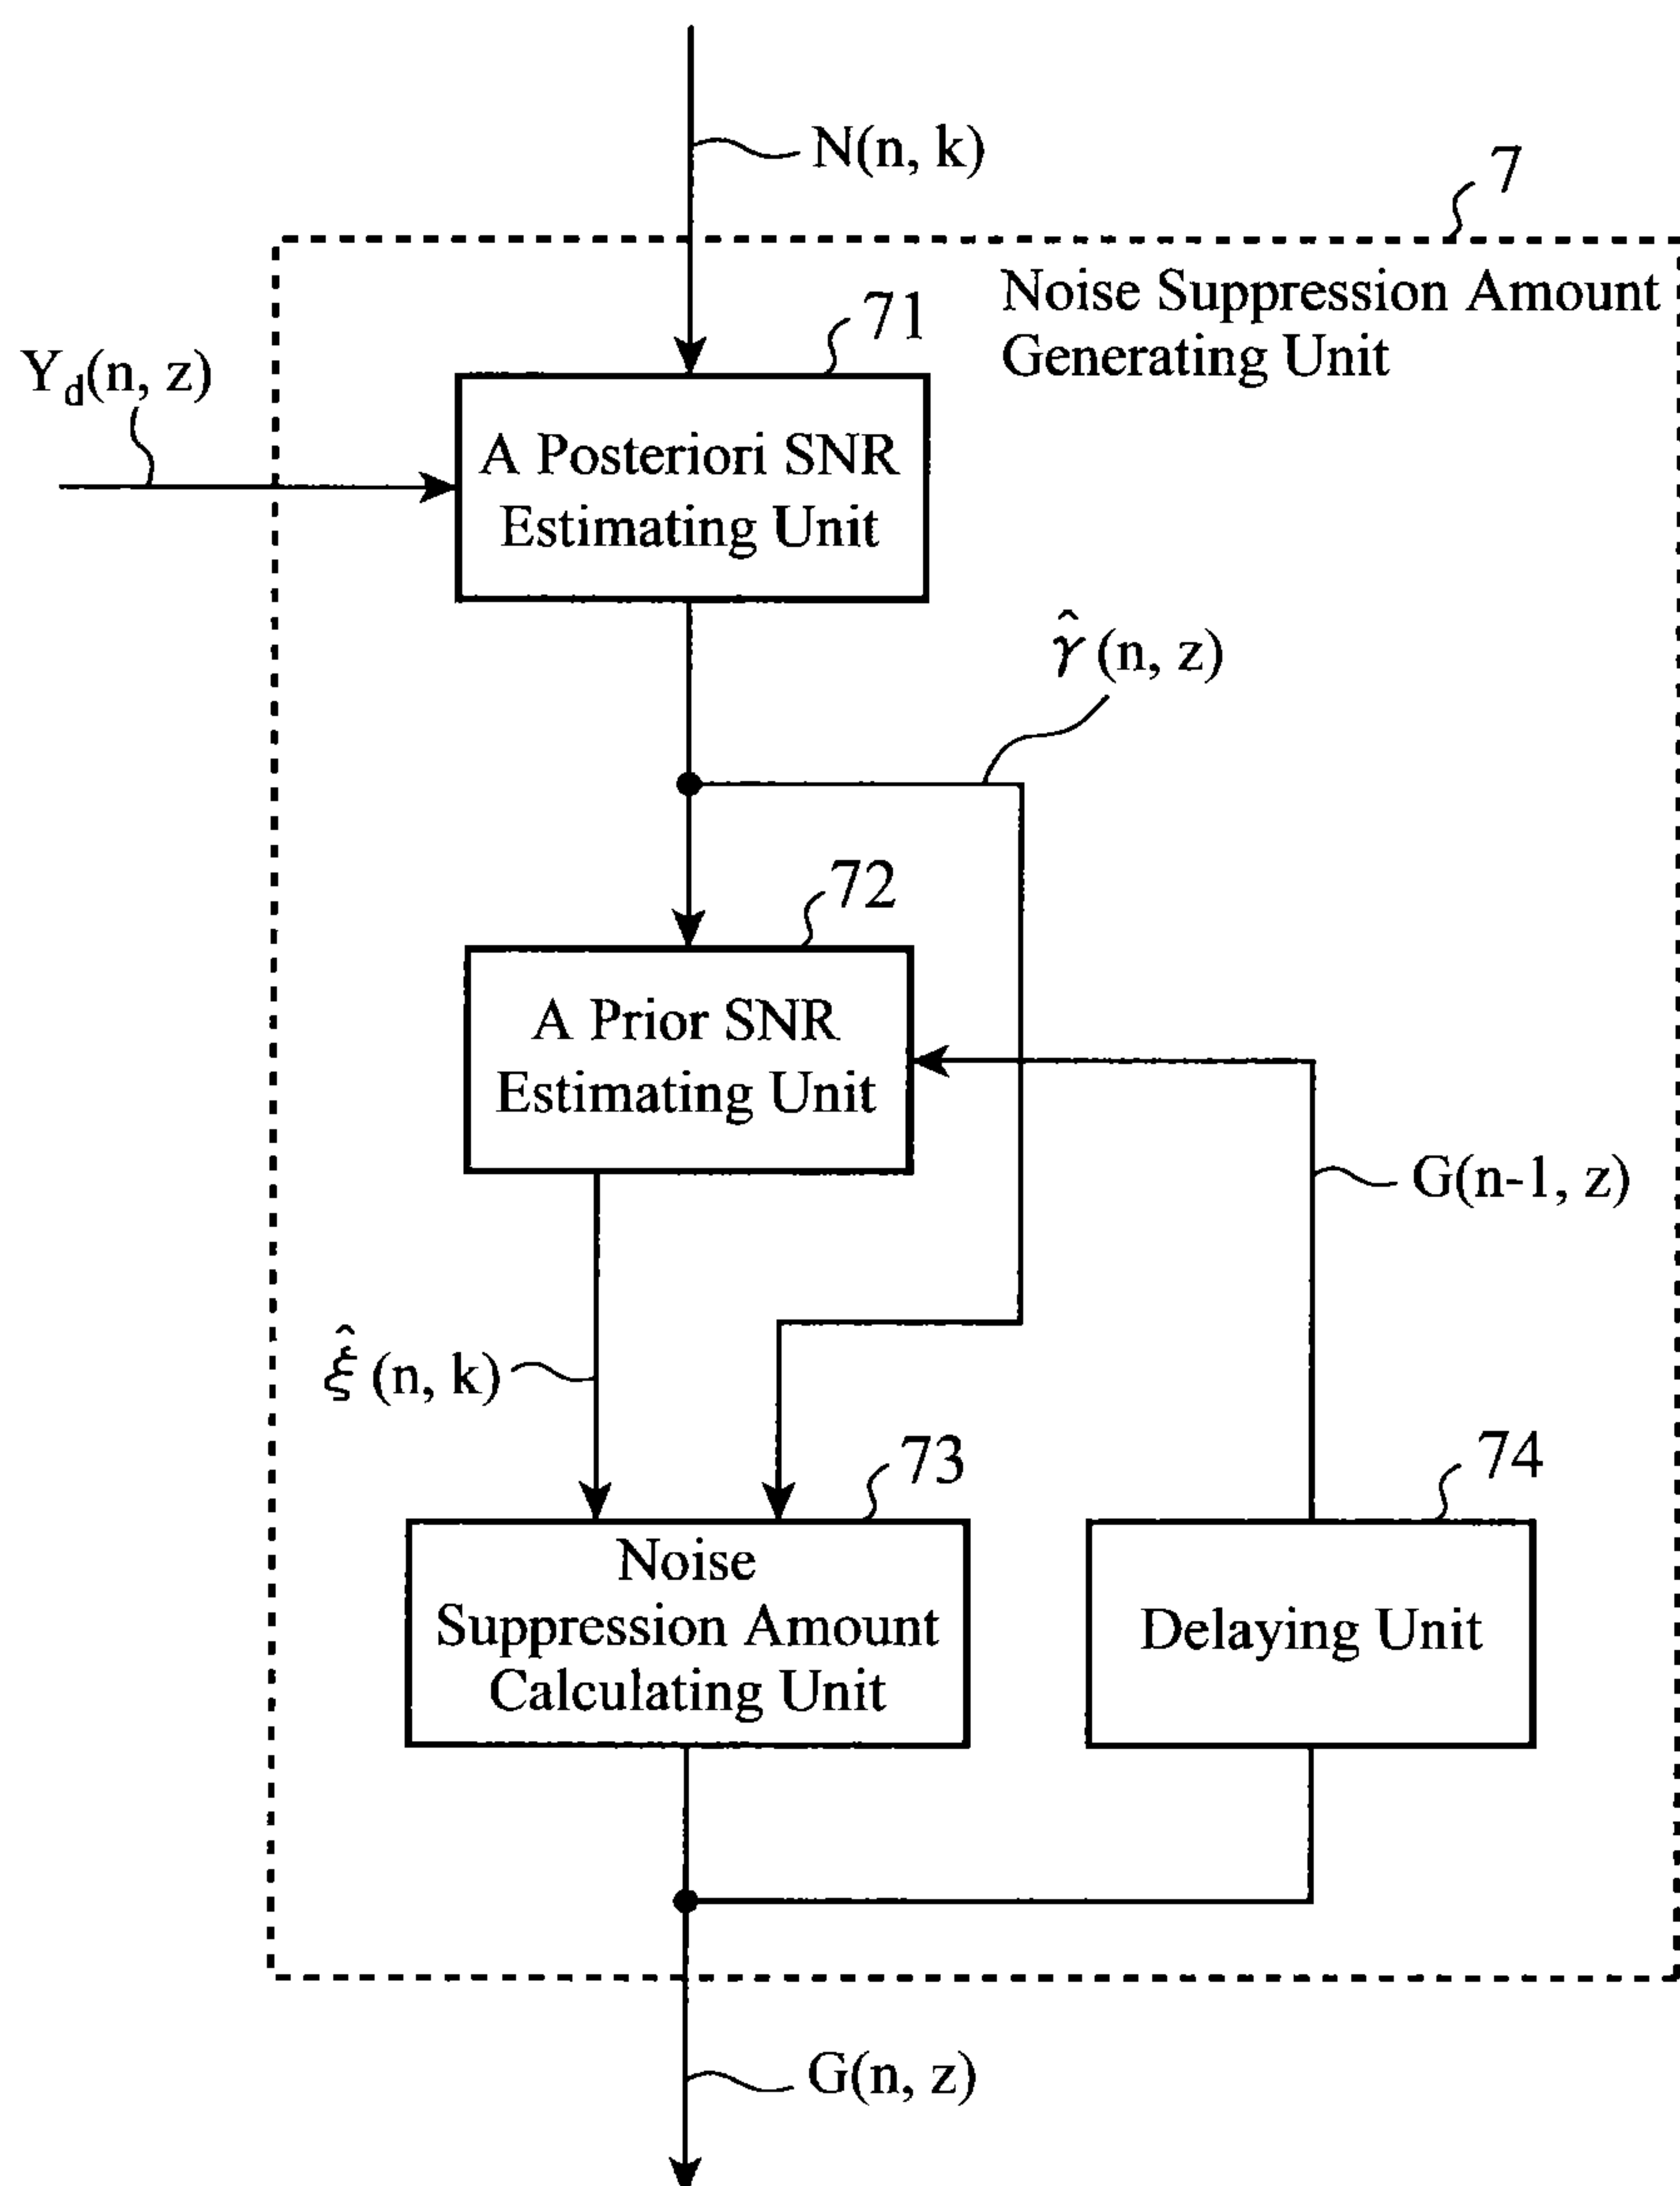 N(n, k)
7
Noise Suppression Amount
Generating Unit
71
Y_d(n, z)
A Posteriori SNR
Estimating Unit
γ̂ (n, z)
72
A Prior SNR
Estimating Unit
G(n-1, z)
ξ̂ (n, k)
73
74
Noise
Suppression Amount
Calculating Unit
Delaying Unit
G(n, z)